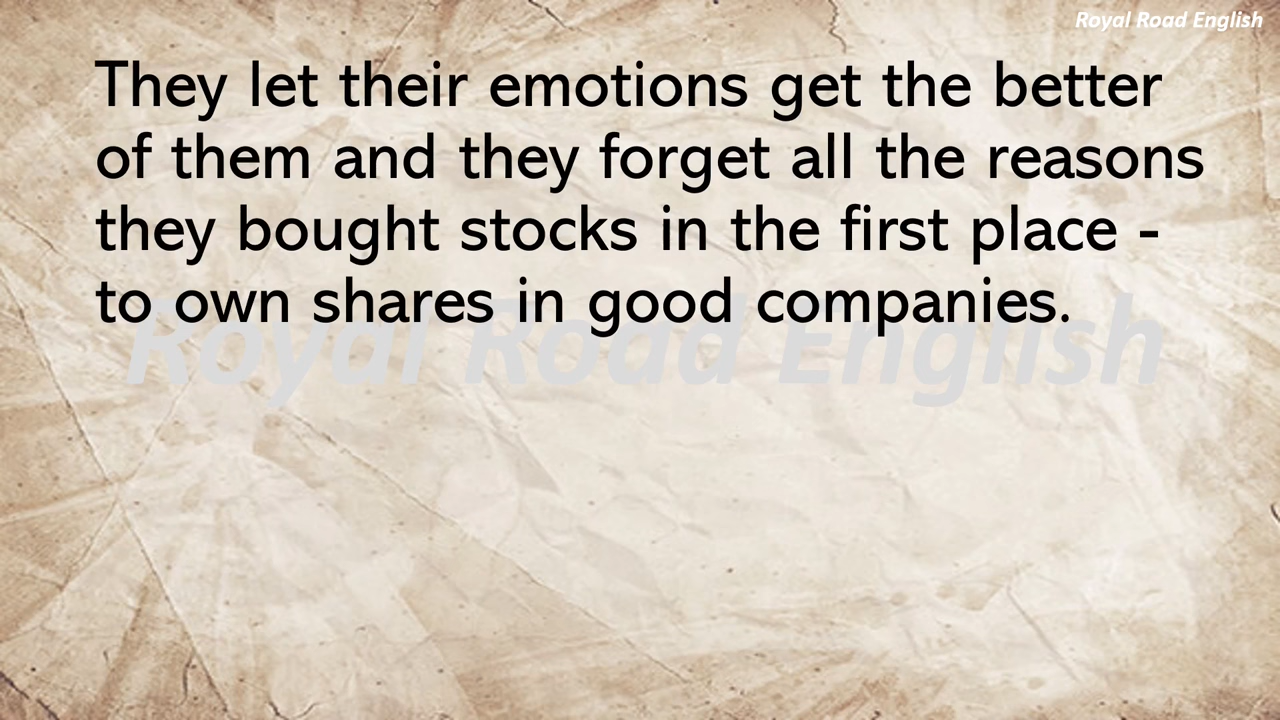 Royal Road English
They let their emotions get the better
of them and they forget all the reasons
they bought stocks in the first place -
to own shares in good companies.
Royal Road English